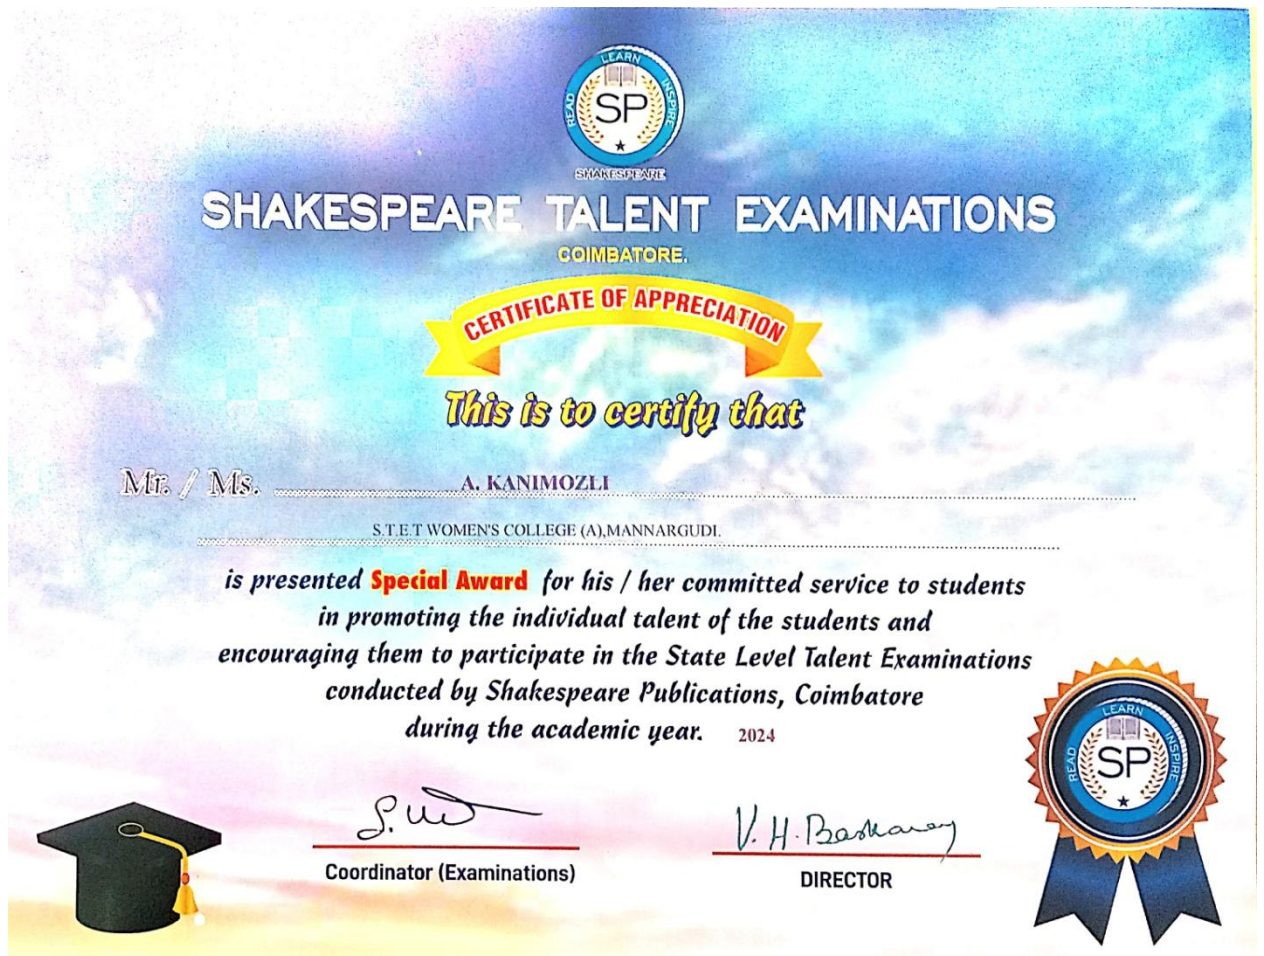 LEARN
READ
INSPIRE
SP
SHAKESPEARE
SHAKESPEARE TALENT EXAMINATIONS
COIMBATORE.
CERTIFICATE OF APPRECIATION
This is to certify that
Mr. / Ms. A. KANIMOZLI
S.T.E.T WOMEN'S COLLEGE (A),MANNARGUDI.
is presented Special Award for his / her committed service to students
in promoting the individual talent of the students and
encouraging them to participate in the State Level Talent Examinations
conducted by Shakespeare Publications, Coimbatore
during the academic year. 2024
LEARN
READ
INSPIRE
SP
V. H. Baskaran
Coordinator (Examinations)
DIRECTOR